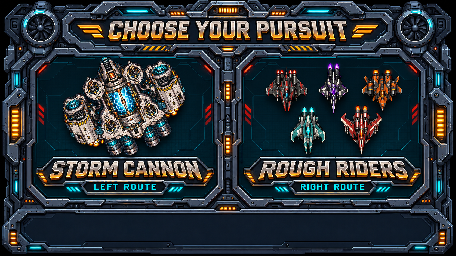 CHOOSE YOUR PURSUIT
STORM CANNON
LEFT ROUTE
ROUGH RIDERS
RIGHT ROUTE